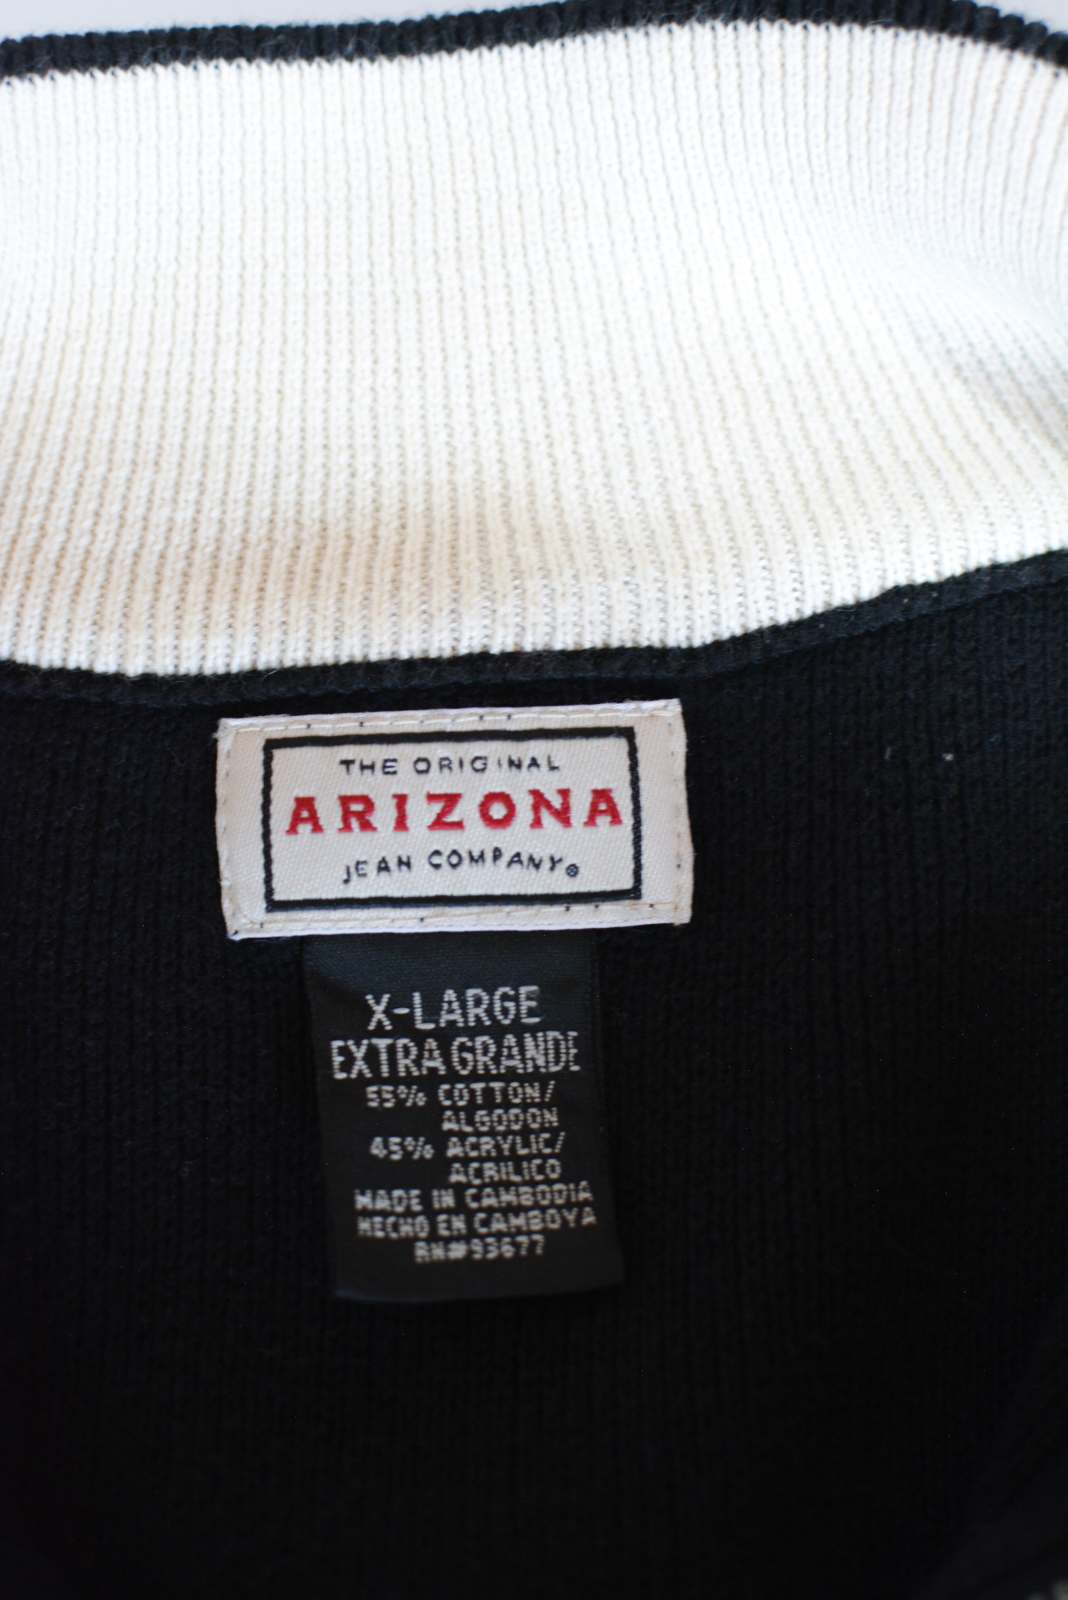 THE ORIGINAL
ARIZONA
JEAN COMPANY®
X-LARGE
EXTRA GRANDE
55% COTTON/
ALGODON
45% ACRYLIC/
ACRILICO
MADE IN CAMBODIA
HECHO EN CAMBOYA
RN#93677